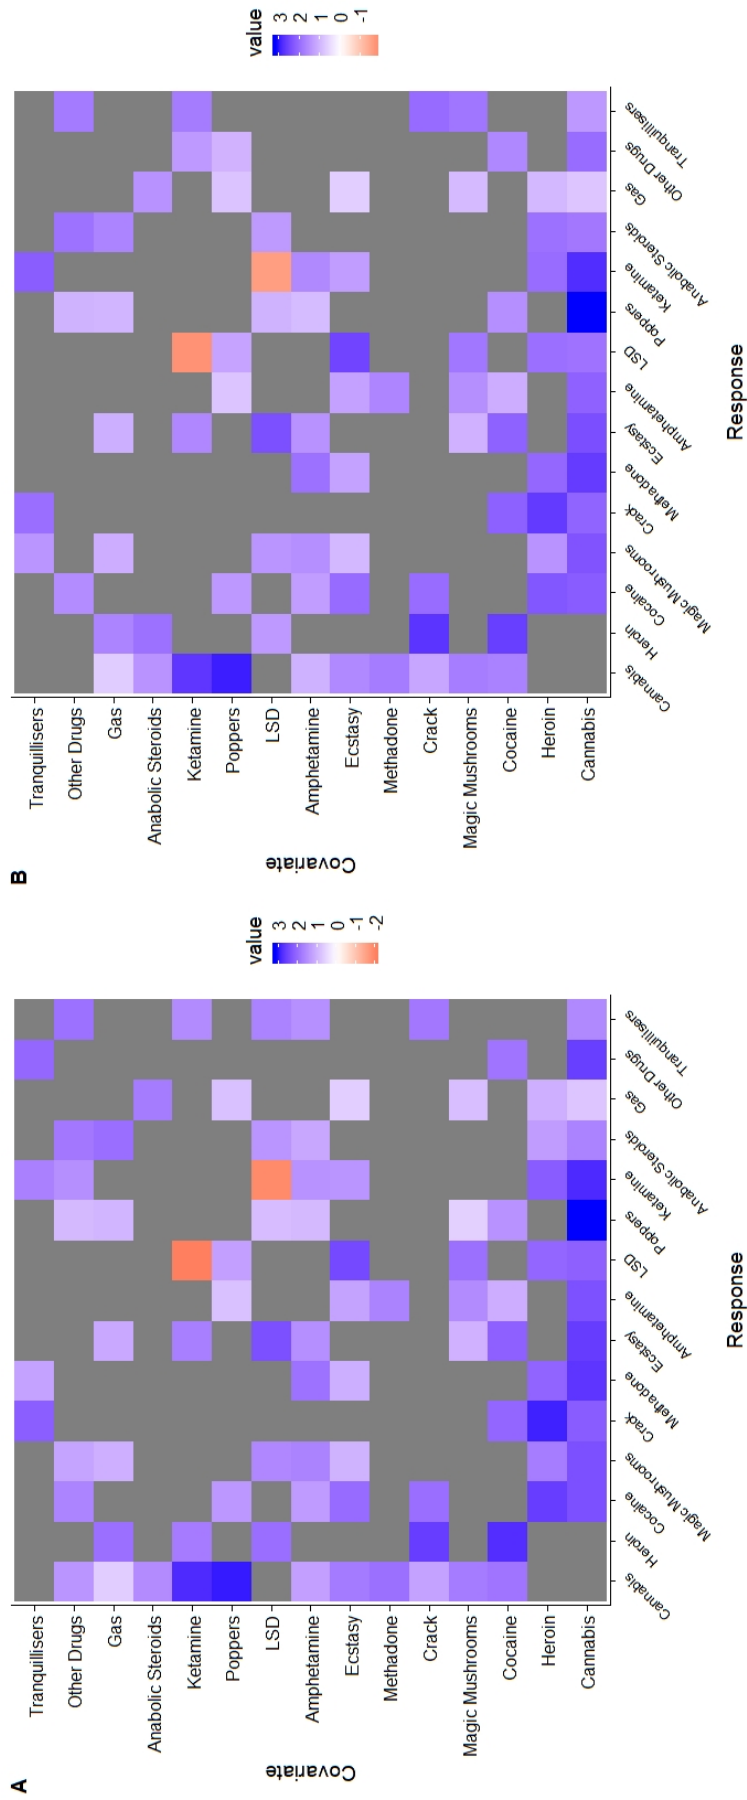 A
Covariate
Tranquillisers
Other Drugs
Gas
Anabolic Steroids
Ketamine
Poppers
LSD
Amphetamine
Ecstasy
Methadone
Crack
Magic Mushrooms
Cocaine
Heroin
Cannabis
Cannabis
Heroin
Cocaine
Magic Mushrooms
Crack
Methadone
Ecstasy
Amphetamine
LSD
Poppers
Ketamine
Anabolic Steroids
Gas
Other Drugs
Tranquillisers
Response
value
3
2
1
0
-1
-2
B
Covariate
Tranquillisers
Other Drugs
Gas
Anabolic Steroids
Ketamine
Poppers
LSD
Amphetamine
Ecstasy
Methadone
Crack
Magic Mushrooms
Cocaine
Heroin
Cannabis
Cannabis
Heroin
Cocaine
Magic Mushrooms
Crack
Methadone
Ecstasy
Amphetamine
LSD
Poppers
Ketamine
Anabolic Steroids
Gas
Other Drugs
Tranquillisers
Response
value
3
2
1
0
-1